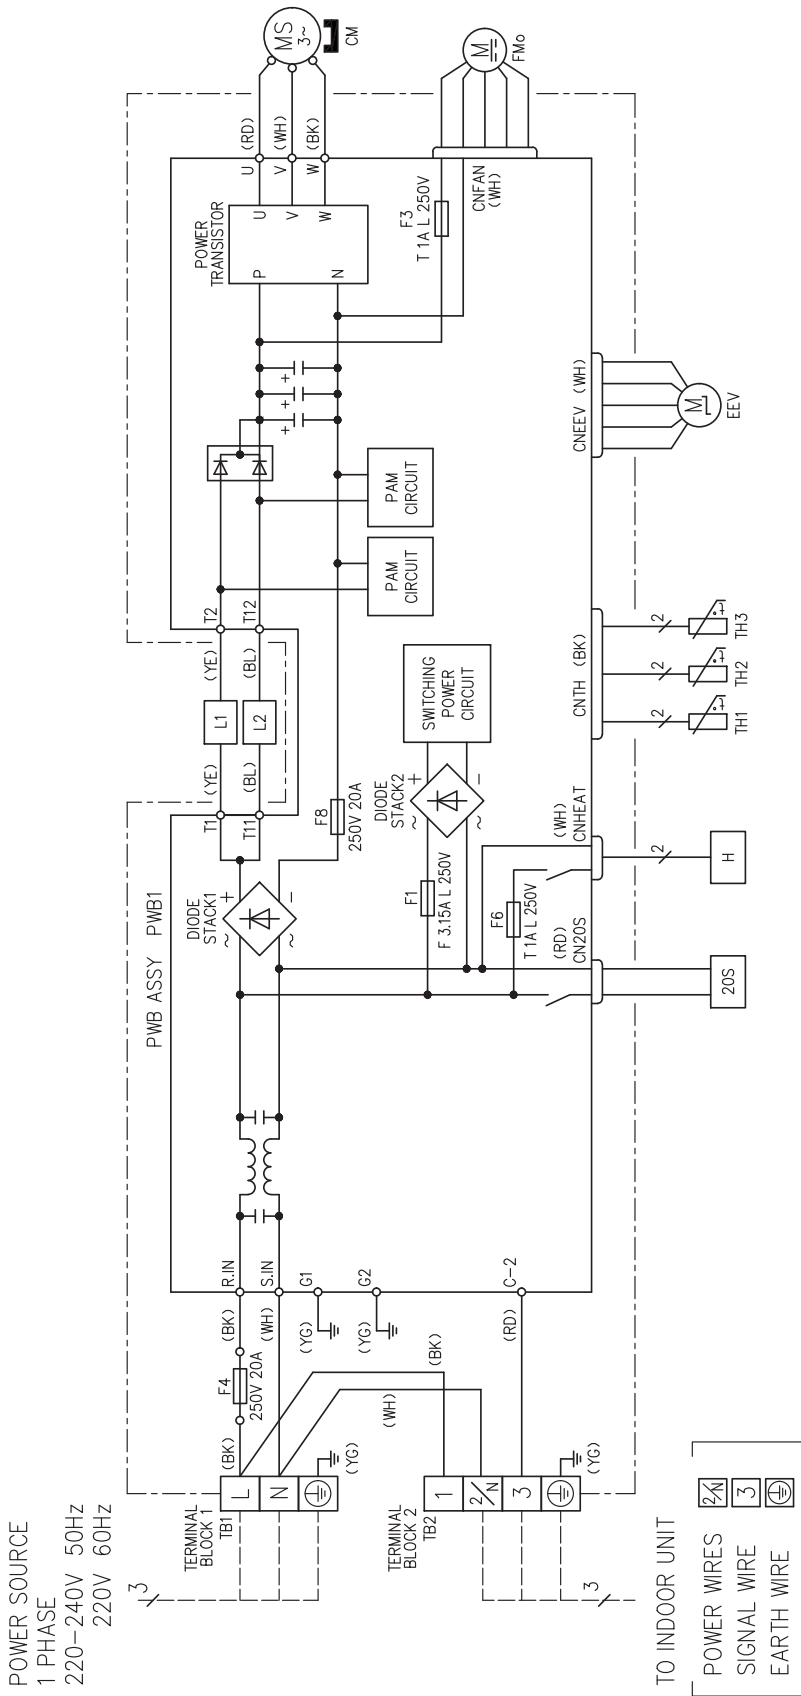 POWER SOURCE
1 PHASE
220-240V 50Hz
220V 60Hz
3
TERMINAL
BLOCK 1
TB1
L
N
(BK)
F4
250V 20A
(BK)
(WH)
(YG)
(YG)
(YG)
R.IN
S.IN
G1
G2
C-2
(RD)
(BK)
(WH)
TERMINAL
BLOCK 2
TB2
1
2/N
3
(YG)
3
TO INDOOR UNIT
POWER WIRES
2/N
SIGNAL WIRE
3
EARTH WIRE
PWB ASSY PWB1
DIODE
STACK1
~
+
~
-
T1
T11
(YE)
(BL)
L1
L2
(YE)
(BL)
T2
T12
F8
250V 20A
F1
F 3.15A L 250V
DIODE
STACK2
~
+
~
-
SWITCHING
POWER
CIRCUIT
F6
T 1A L 250V
(RD)
CN20S
20S
(WH)
CNHEAT
2
H
CNTH (BK)
2
2
2
t°
t°
t°
TH1
TH2
TH3
PAM
CIRCUIT
PAM
CIRCUIT
+
+
+
POWER
TRANSISTOR
P
N
U
V
W
U
V
W
(RD)
(WH)
(BK)
MS
3~
CM
F3
T 1A L 250V
CNFAN
(WH)
M
FMo
CNEEV (WH)
M
EEV